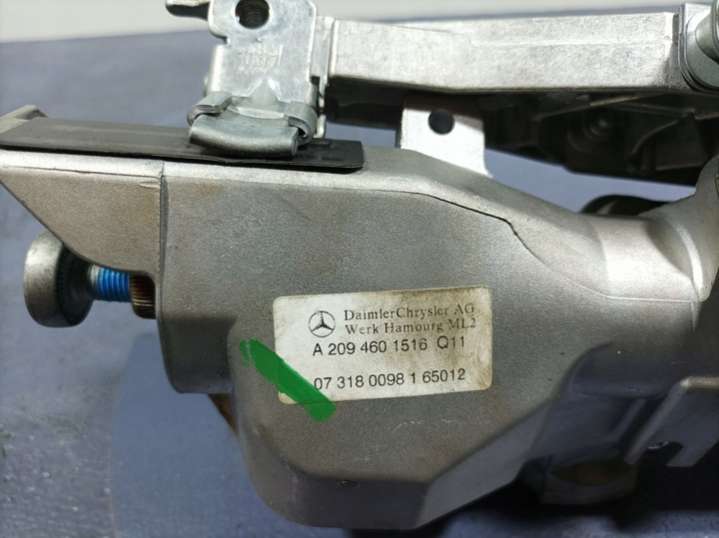 DaimlerChrysler AG
Werk Hamburg ML2
A 209 460 1516 Q11
07 318 0098 1 65012